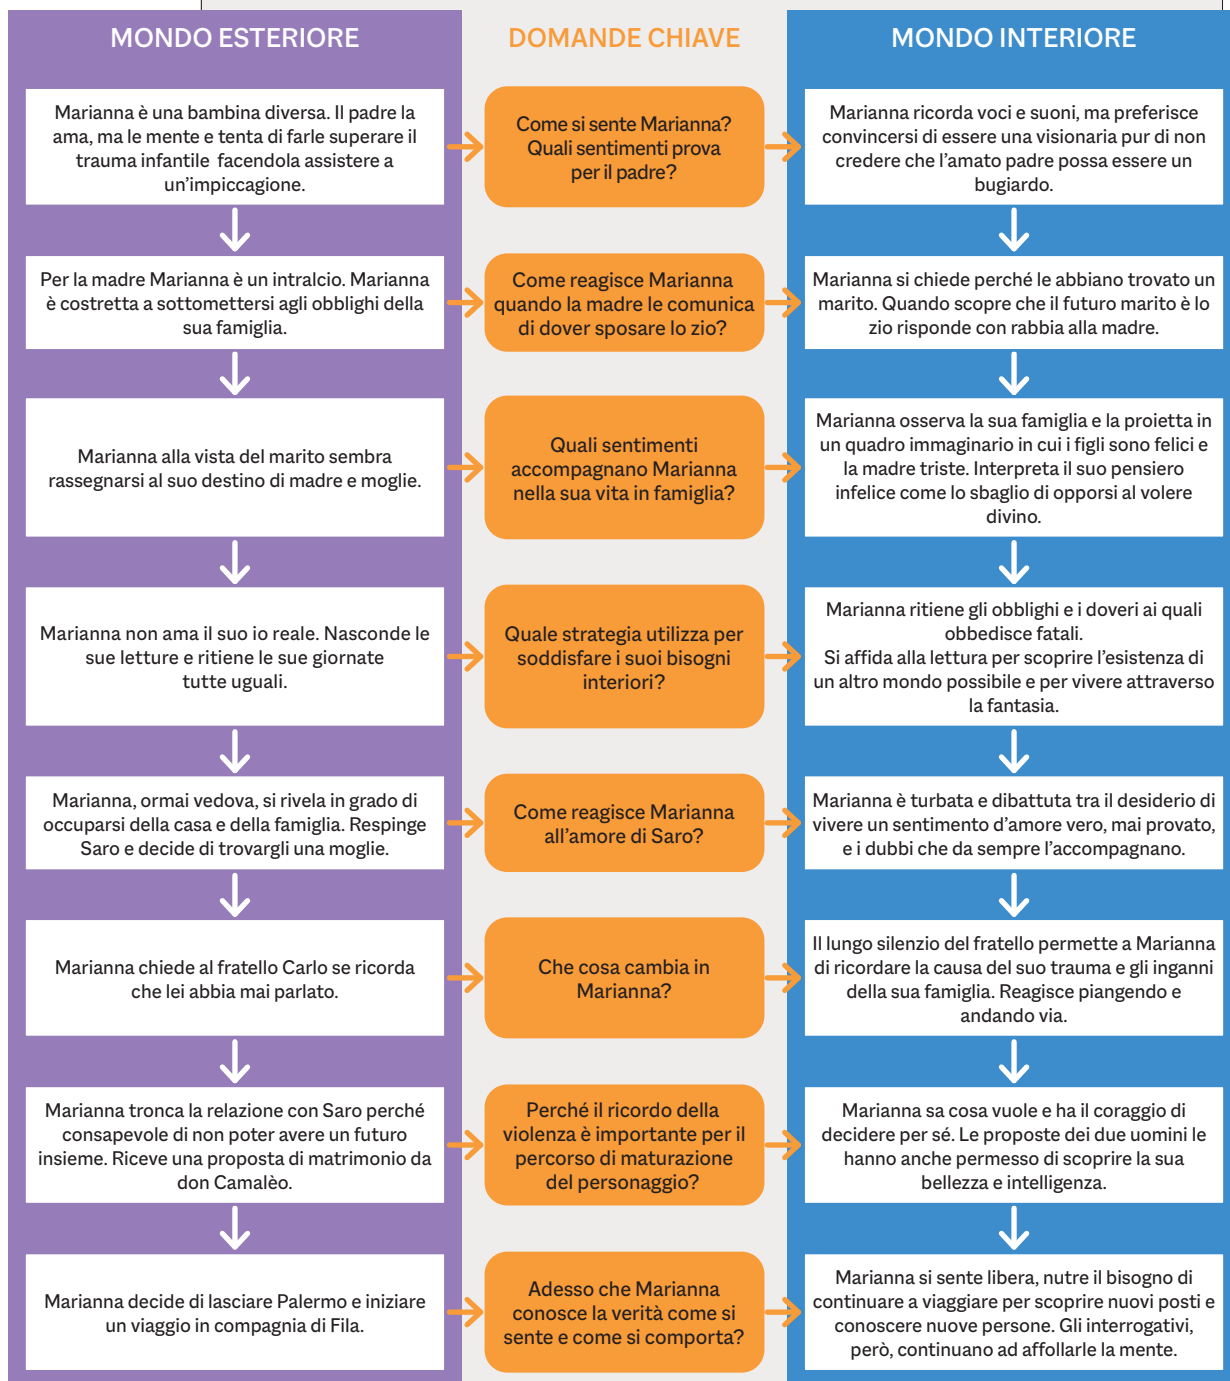 MONDO ESTERIORE
DOMANDE CHIAVE
MONDO INTERIORE
Marianna è una bambina diversa. Il padre la
ama, ma le mente e tenta di farle superare il
trauma infantile facendola assistere a
un’impiccagione.
Come si sente Marianna?
Quali sentimenti prova
per il padre?
Marianna ricorda voci e suoni, ma preferisce
convincersi di essere una visionaria pur di non
credere che l’amato padre possa essere un
bugiardo.
Per la madre Marianna è un intralcio. Marianna
è costretta a sottomettersi agli obblighi della
sua famiglia.
Come reagisce Marianna
quando la madre le comunica
di dover sposare lo zio?
Marianna si chiede perché le abbiano trovato un
marito. Quando scopre che il futuro marito è lo
zio risponde con rabbia alla madre.
Marianna alla vista del marito sembra
rassegnarsi al suo destino di madre e moglie.
Quali sentimenti
accompagnano Marianna
nella sua vita in famiglia?
Marianna osserva la sua famiglia e la proietta in
un quadro immaginario in cui i figli sono felici e
la madre triste. Interpreta il suo pensiero
infelice come lo sbaglio di opporsi al volere
divino.
Marianna non ama il suo io reale. Nasconde le
sue letture e ritiene le sue giornate
tutte uguali.
Quale strategia utilizza per
soddisfare i suoi bisogni
interiori?
Marianna ritiene gli obblighi e i doveri ai quali
obbedisce fatali.
Si affida alla lettura per scoprire l’esistenza di
un altro mondo possibile e per vivere attraverso
la fantasia.
Marianna, ormai vedova, si rivela in grado di
occuparsi della casa e della famiglia. Respinge
Saro e decide di trovargli una moglie.
Come reagisce Marianna
all’amore di Saro?
Marianna è turbata e dibattuta tra il desiderio di
vivere un sentimento d’amore vero, mai provato,
e i dubbi che da sempre l’accompagnano.
Marianna chiede al fratello Carlo se ricorda
che lei abbia mai parlato.
Che cosa cambia in
Marianna?
Il lungo silenzio del fratello permette a Marianna
di ricordare la causa del suo trauma e gli inganni
della sua famiglia. Reagisce piangendo e
andando via.
Marianna tronca la relazione con Saro perché
consapevole di non poter avere un futuro
insieme. Riceve una proposta di matrimonio da
don Camalèo.
Perché il ricordo della
violenza è importante per il
percorso di maturazione
del personaggio?
Marianna sa cosa vuole e ha il coraggio di
decidere per sé. Le proposte dei due uomini le
hanno anche permesso di scoprire la sua
bellezza e intelligenza.
Marianna decide di lasciare Palermo e iniziare
un viaggio in compagnia di Fila.
Adesso che Marianna
conosce la verità come si
sente e come si comporta?
Marianna si sente libera, nutre il bisogno di
continuare a viaggiare per scoprire nuovi posti e
conoscere nuove persone. Gli interrogativi,
però, continuano ad affollarle la mente.